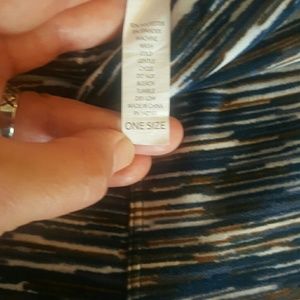 MACHINE
WASH
COLD
GENTLE
CYCLE
DO NOT
BLEACH
TUMBLE
DRY LOW
MADE IN CHINA
ONE SIZE